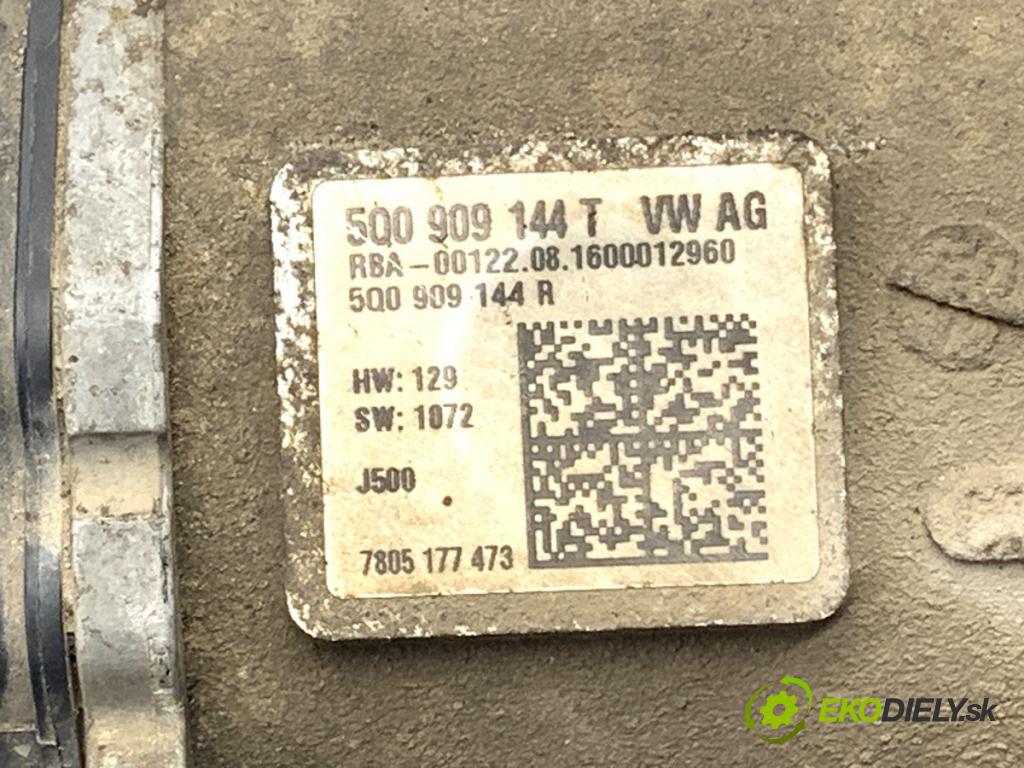 5Q0 909 144 T VW AG
RBA-00122.08.1600012960
5Q0 909 144 R
HW: 129
SW: 1072
J500
7805 177 473
EKODIELY.sk